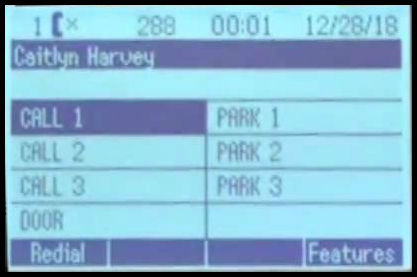 1 × 288 00:01 12/28/18
Caitlyn Harvey
CALL 1 PARK 1
CALL 2 PARK 2
CALL 3 PARK 3
DOOR
Redial Features